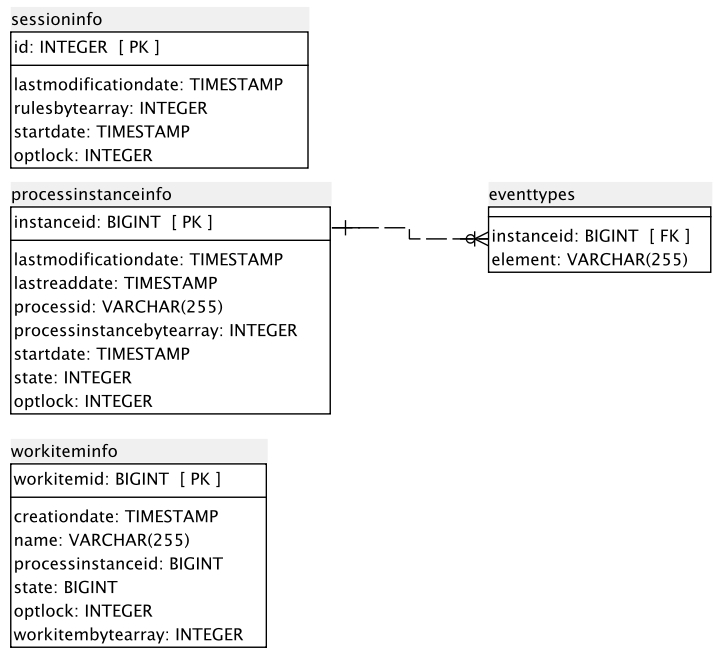 sessioninfo
id: INTEGER [ PK ]
lastmodificationdate: TIMESTAMP
rulesbytearray: INTEGER
startdate: TIMESTAMP
optlock: INTEGER
processinstanceinfo
instanceid: BIGINT [ PK ]
lastmodificationdate: TIMESTAMP
lastreaddate: TIMESTAMP
processid: VARCHAR(255)
processinstancebytearray: INTEGER
startdate: TIMESTAMP
state: INTEGER
optlock: INTEGER
eventtypes
instanceid: BIGINT [ FK ]
element: VARCHAR(255)
workiteminfo
workitemid: BIGINT [ PK ]
creationdate: TIMESTAMP
name: VARCHAR(255)
processinstanceid: BIGINT
state: BIGINT
optlock: INTEGER
workitembytearray: INTEGER